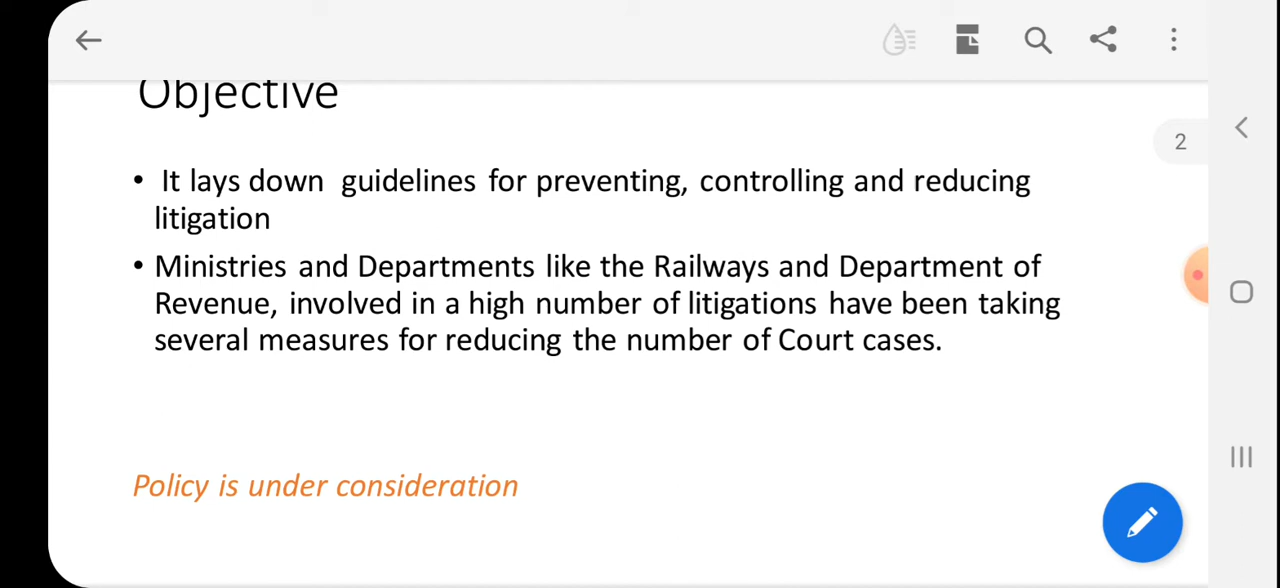 Objective
2
• It lays down guidelines for preventing, controlling and reducing
litigation
• Ministries and Departments like the Railways and Department of
Revenue, involved in a high number of litigations have been taking
several measures for reducing the number of Court cases.
Policy is under consideration